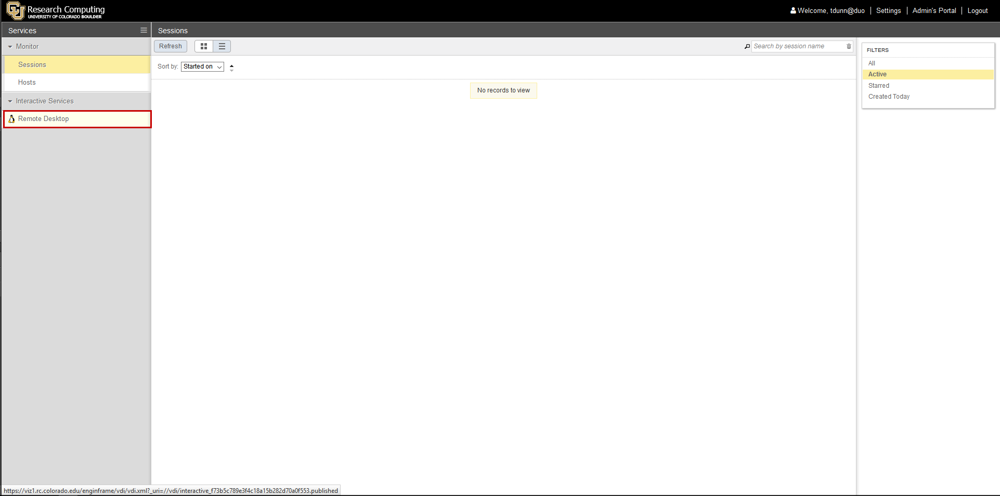 Research Computing
UNIVERSITY OF COLORADO BOULDER
Welcome, tdunn@duo
Settings
Admin's Portal
Logout
Services
Sessions
Monitor
Sessions
Hosts
Interactive Services
Remote Desktop
Refresh
Search by session name
Sort by: Started on
No records to view
FILTERS
All
Active
Starred
Created Today
https://viz1.rc.colorado.edu/enginframe/vdi/vdi.xml?_uri=//vdi/interactive_f73b5c789e3f4c18a15b282d70a0f553.published